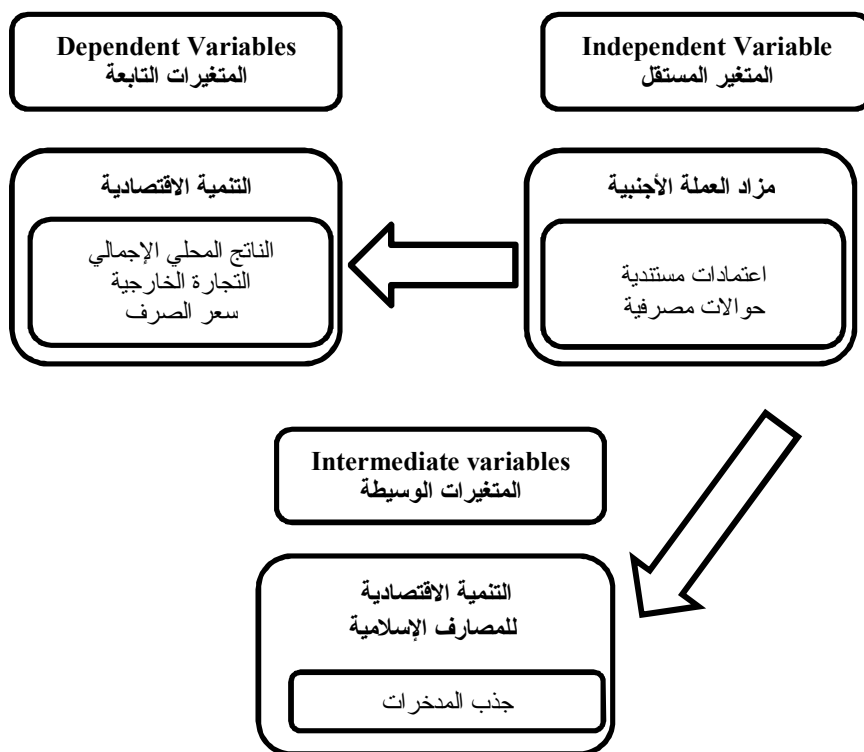 Independent Variable
المتغير المستقل
Dependent Variables
المتغيرات التابعة
مزاد العملة الأجنبية
اعتمادات مستندية
حوالات مصرفية
التنمية الاقتصادية
الناتج المحلي الإجمالي
التجارة الخارجية
سعر الصرف
Intermediate variables
المتغيرات الوسيطة
التنمية الاقتصادية
للمصارف الإسلامية
جذب المدخرات